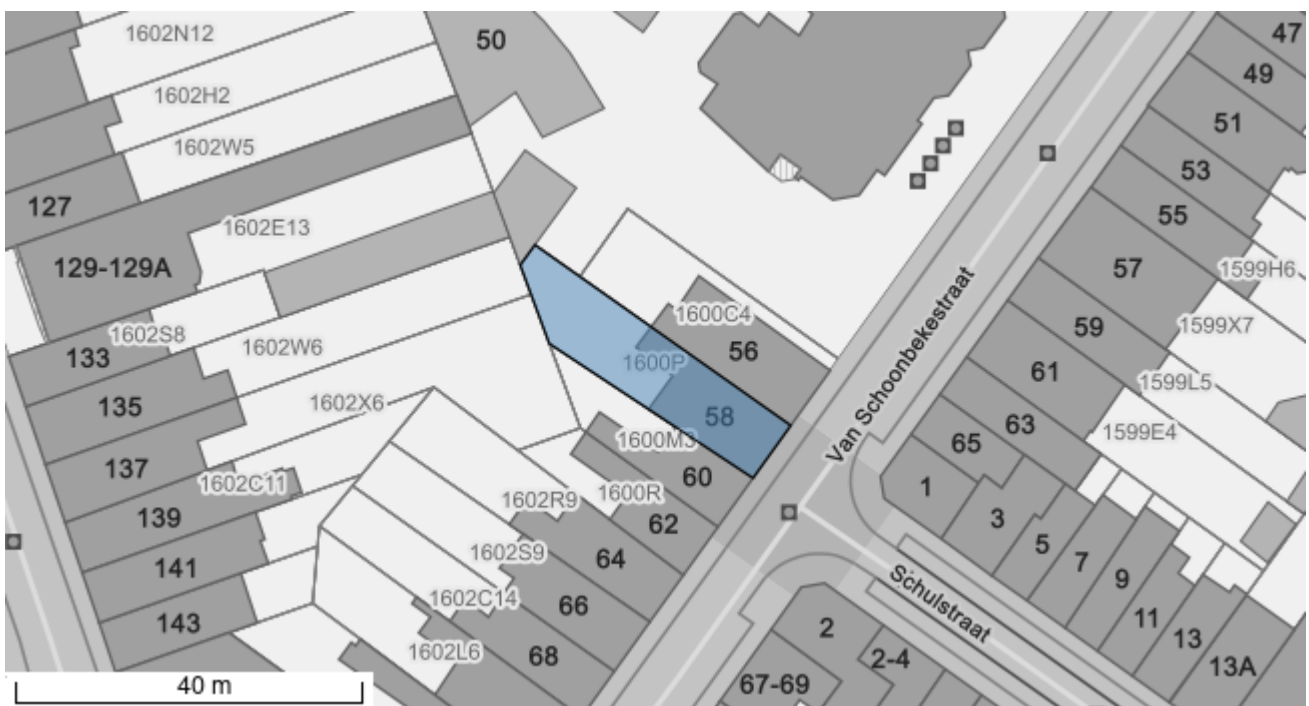 1602N12
50
47
49
1602H2
51
1602W5
53
127
55
1602E13
57
1599H6
129-129A
1600C4
59
1599X7
1602S8
133
1602W6
56
61
1600P
1599L5
135
1602X6
58
Van Schoonbekestraat
63
65
1599E4
1600M3
137
60
1602C11
1602R9
1600R
1
139
62
3
1602S9
64
5
7
141
1602C14
66
9
Schulstraat
143
2
11
1602L6
68
13
2-4
13A
67-69
40 m